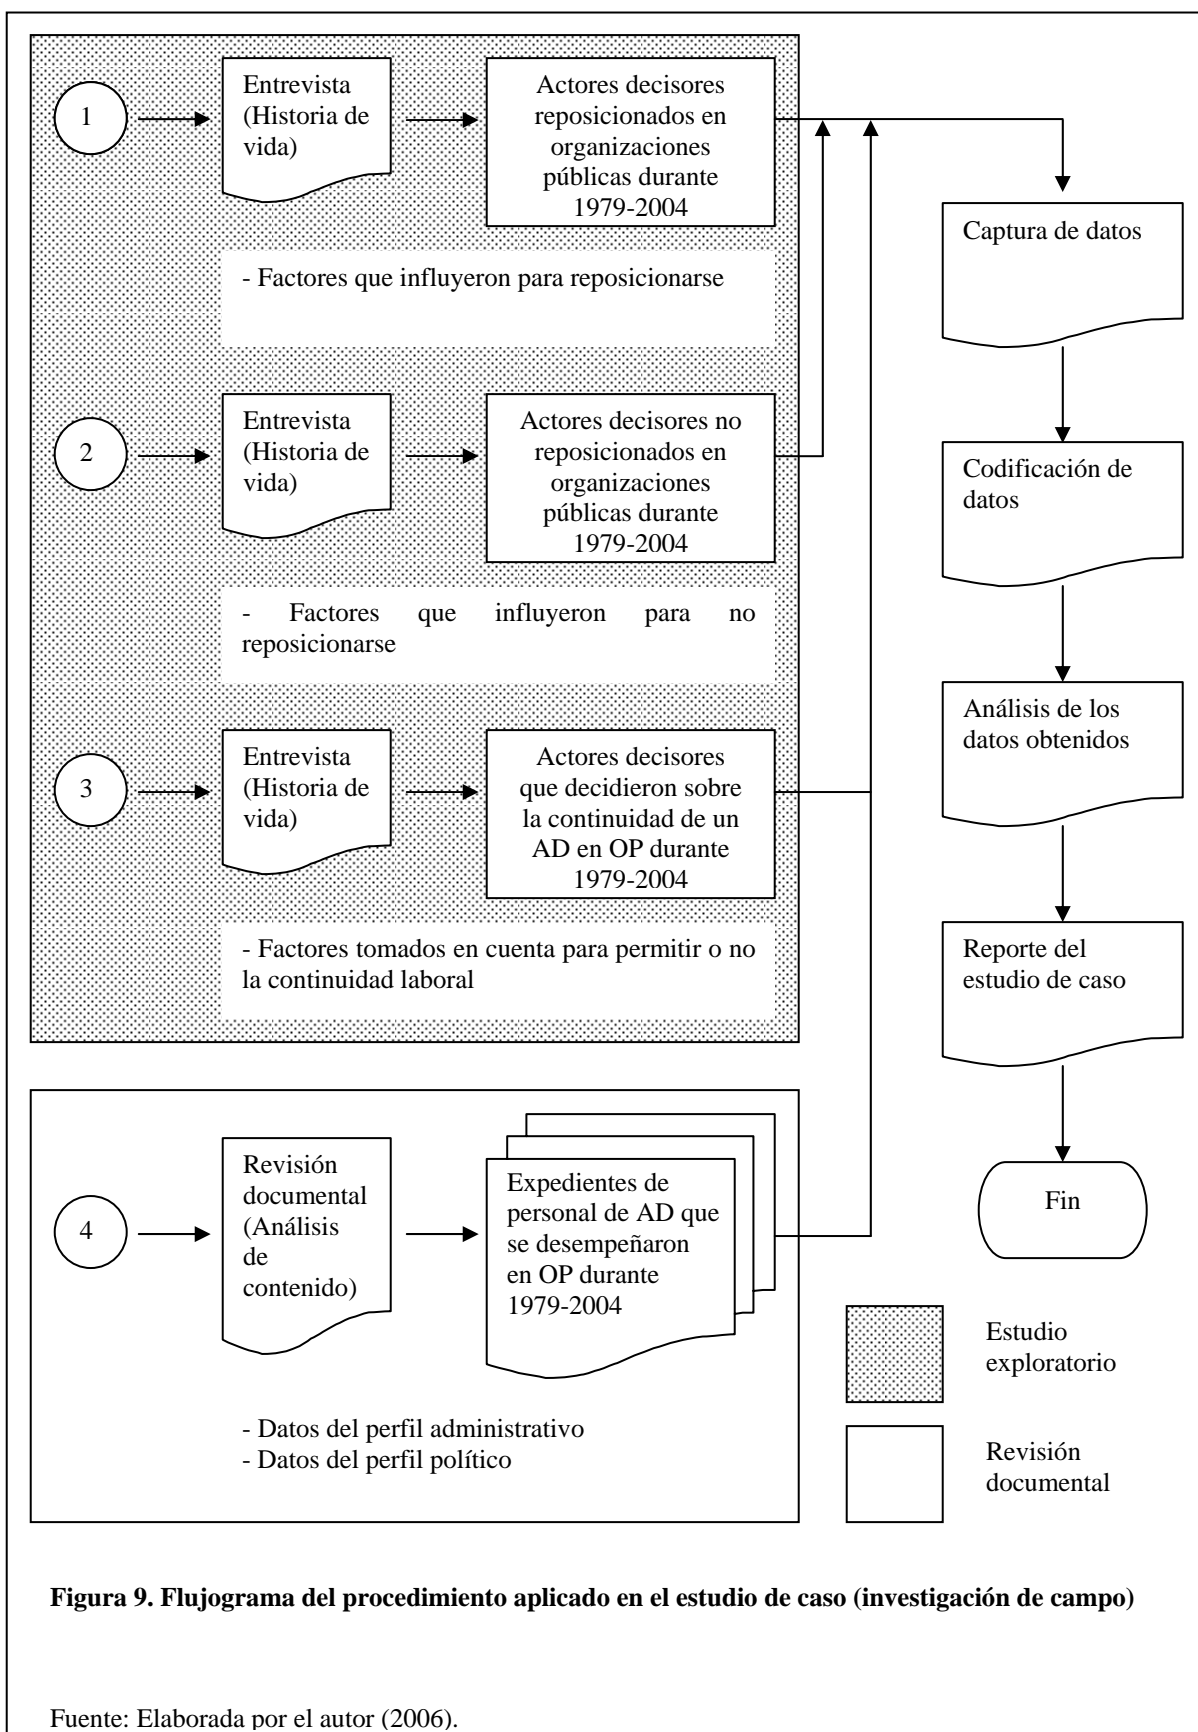 1
Entrevista
(Historia de
vida)
Actores decisores
reposicionados en
organizaciones
públicas durante
1979-2004
- Factores que influyeron para reposicionarse
2
Entrevista
(Historia de
vida)
Actores decisores no
reposicionados en
organizaciones
públicas durante
1979-2004
- Factores que influyeron para no
reposicionarse
3
Entrevista
(Historia de
vida)
Actores decisores
que decidieron sobre
la continuidad de un
AD en OP durante
1979-2004
- Factores tomados en cuenta para permitir o no
la continuidad laboral
4
Revisión
documental
(Análisis
de
contenido)
Expedientes de
personal de AD que
se desempeñaron
en OP durante
1979-2004
- Datos del perfil administrativo
- Datos del perfil político
Captura de datos
Codificación de
datos
Análisis de los
datos obtenidos
Reporte del
estudio de caso
Fin
Estudio
exploratorio
Revisión
documental
Figura 9. Flujograma del procedimiento aplicado en el estudio de caso (investigación de campo)
Fuente: Elaborada por el autor (2006).